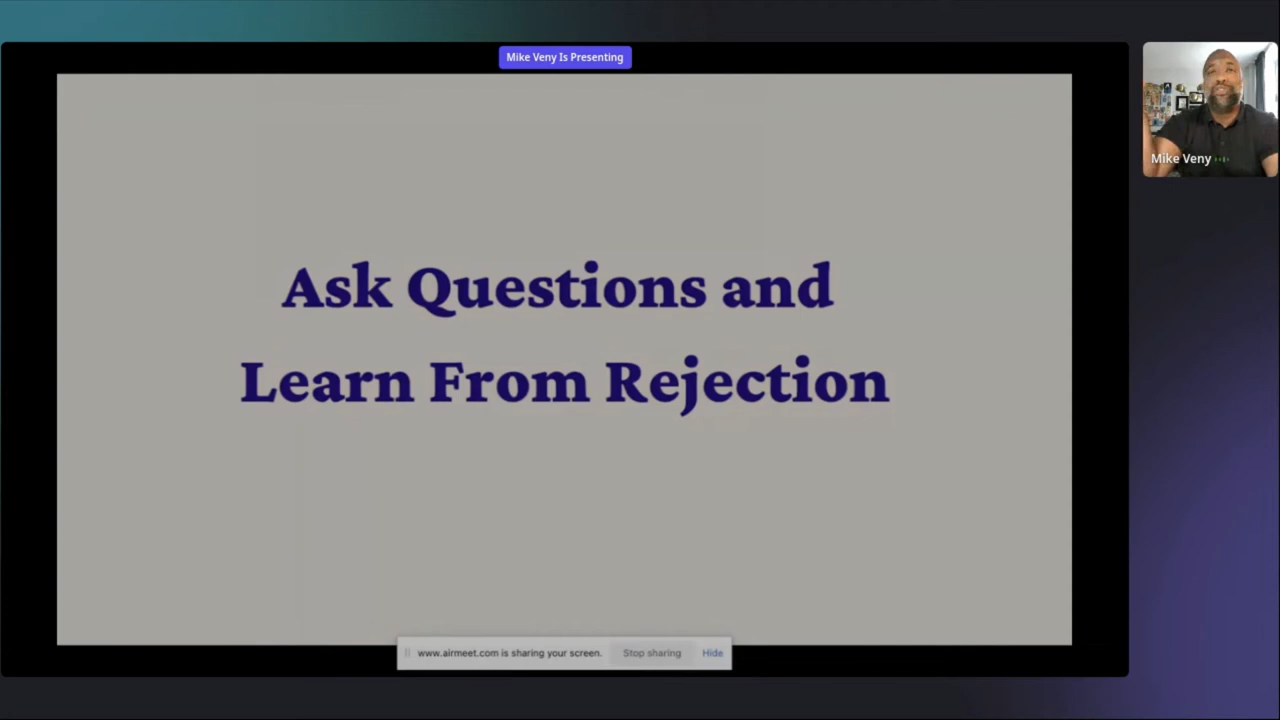 Mike Veny Is Presenting
Mike Veny
Ask Questions and
Learn From Rejection
www.airmeet.com is sharing your screen. Stop sharing Hide